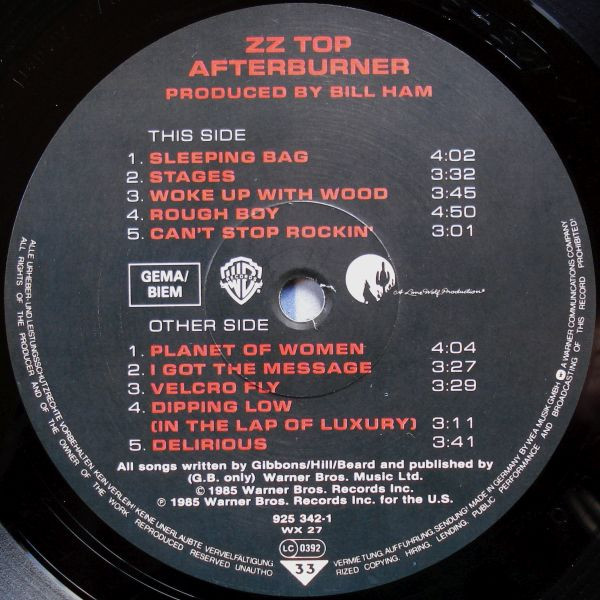 ZZ TOP
AFTERBURNER
PRODUCED BY BILL HAM
THIS SIDE
1. SLEEPING BAG 4:02
2. STAGES 3:32
3. WOKE UP WITH WOOD 3:45
4. ROUGH BOY 4:50
5. CAN'T STOP ROCKIN' 3:01
GEMA/
BIEM
RECORDS
A Lone Wolf Production
OTHER SIDE
1. PLANET OF WOMEN 4:04
2. I GOT THE MESSAGE 3:27
3. VELCRO FLY 3:29
4. DIPPING LOW
(IN THE LAP OF LUXURY) 3:11
5. DELIRIOUS 3:41
All songs written by Gibbons/Hill/Beard and published by
(G.B. only) Warner Bros. Music Ltd.
© 1985 Warner Bros. Records Inc.
℗ 1985 Warner Bros. Records Inc. for the U.S.
925 342-1
WX 27
LC 0392
33
ALLE URHEBER- UND LEISTUNGSSCHUTZRECHTE VORBEHALTEN KEIN VERLEIH! KEINE UNERLAUBTE VERVIELFÄLTIGUNG, VERMIETUNG, AUFFÜHRUNG, SENDUNG! MADE IN GERMANY BY WEA MUSIK GMBH A WARNER COMMUNICATIONS COMPANY
ALL RIGHTS OF THE PRODUCER AND OF THE OWNER OF THE WORK REPRODUCED RESERVED UNAUTHORIZED COPYING, HIRING, LENDING, PUBLIC PERFORMANCE AND BROADCASTING OF THIS RECORD PROHIBITED!